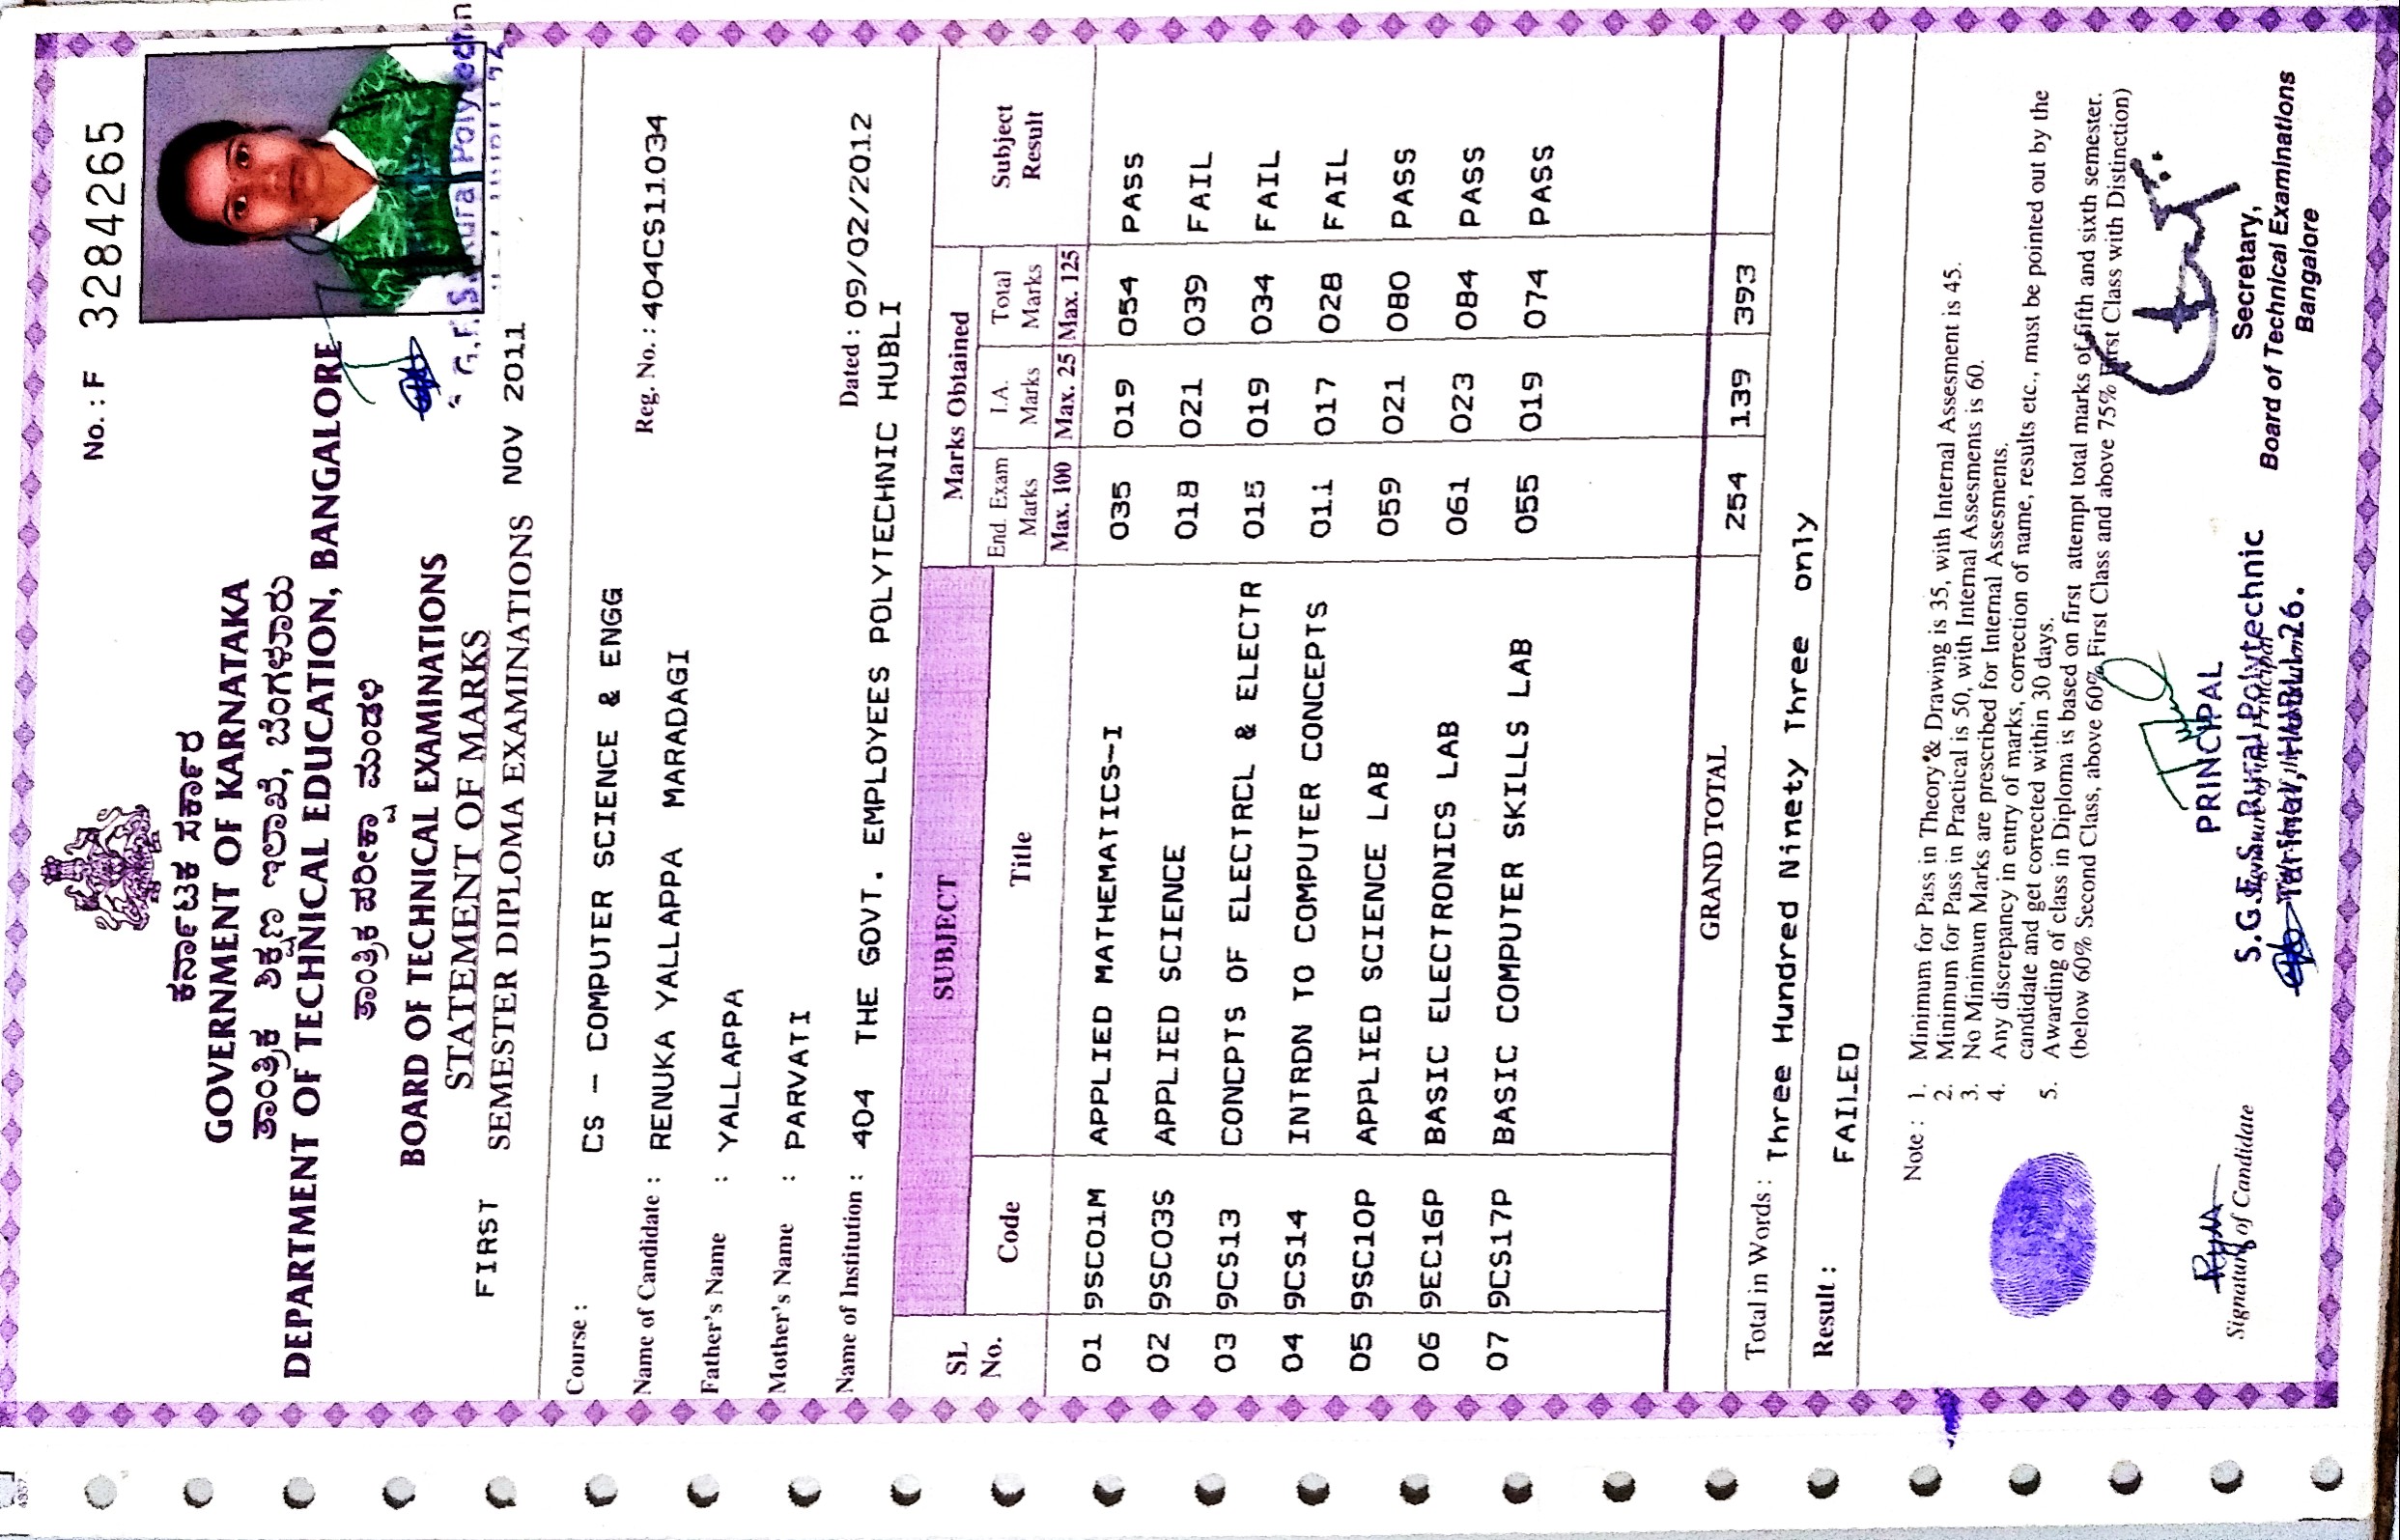 4357
No. : F 3284265
ಕರ್ನಾಟಕ ಸರ್ಕಾರ
GOVERNMENT OF KARNATAKA
ತಾಂತ್ರಿಕ ಶಿಕ್ಷಣ ಇಲಾಖೆ, ಬೆಂಗಳೂರು
DEPARTMENT OF TECHNICAL EDUCATION, BANGALORE
ತಾಂತ್ರಿಕ ಪರೀಕ್ಷಾ ಮಂಡಳಿ
BOARD OF TECHNICAL EXAMINATIONS
PRINCIPAL
STATEMENT OF MARKS
G.E.S. Rural Polytechn
FIRST SEMESTER DIPLOMA EXAMINATIONS NOV 2011
Course : CS - COMPUTER SCIENCE & ENGG
Name of Candidate : RENUKA YALLAPPA MARADAGI Reg. No. : 404CS11034
Father's Name : YALLAPPA
Mother's Name : PARVATI
Name of Institution : 404 THE GOVT. EMPLOYEES POLYTECHNIC HUBLI Dated : 09/02/2012
SL No. SUBJECT Marks Obtained Subject Result
Code Title End. Exam Marks I.A. Marks Total Marks
Max. 100 Max. 25 Max. 125
01 9SC01M APPLIED MATHEMATICS-I 035 019 054 PASS
02 9SC03S APPLIED SCIENCE 018 021 039 FAIL
03 9CS13 CONCPTS OF ELECTRCL & ELECTR 015 019 034 FAIL
04 9CS14 INTRDN TO COMPUTER CONCEPTS 011 017 028 FAIL
05 9SC10P APPLIED SCIENCE LAB 059 021 080 PASS
06 9EC16P BASIC ELECTRONICS LAB 061 023 084 PASS
07 9CS17P BASIC COMPUTER SKILLS LAB 055 019 074 PASS
GRAND TOTAL 254 139 393
Total in Words : Three Hundred Ninety Three only
Result : FAILED
Note : 1. Minimum for Pass in Theory & Drawing is 35, with Internal Assesment is 45.
2. Minimum for Pass in Practical is 50, with Internal Assesments is 60.
3. No Minimum Marks are prescribed for Internal Assesments.
4. Any discrepancy in entry of marks, correction of name, results etc., must be pointed out by the
candidate and get corrected within 30 days.
5. Awarding of class in Diploma is based on first attempt total marks of fifth and sixth semester.
(below 60% Second Class, above 60% First Class and above 75% First Class with Distinction)
Signature of Candidate
PRINCIPAL
S.G.E.S. Rural Polytechnic
Signature of the Principal
Tarihal, HUBLI-26.
Secretary,
Board of Technical Examinations
Bangalore